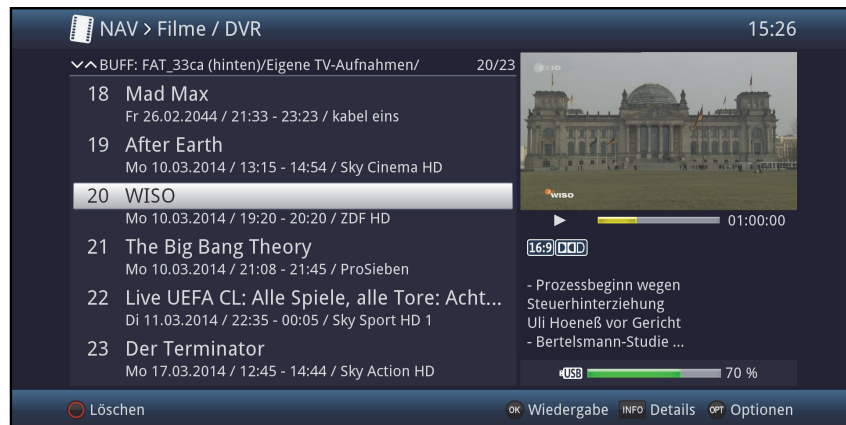 NAV > Filme / DVR 15:26
BUFF: FAT_33ca (hinten)/Eigene TV-Aufnahmen/ 20/23
18 Mad Max
Fr 26.02.2044 / 21:33 - 23:23 / kabel eins
19 After Earth
Mo 10.03.2014 / 13:15 - 14:54 / Sky Cinema HD
20 WISO
Mo 10.03.2014 / 19:20 - 20:20 / ZDF HD
21 The Big Bang Theory
Mo 10.03.2014 / 21:08 - 21:45 / ProSieben
22 Live UEFA CL: Alle Spiele, alle Tore: Acht...
Di 11.03.2014 / 22:35 - 00:05 / Sky Sport HD 1
23 Der Terminator
Mo 17.03.2014 / 12:45 - 14:44 / Sky Action HD
WISO
01:00:00
16:9
- Prozessbeginn wegen
Steuerhinterziehung
Uli Hoeneß vor Gericht
- Bertelsmann-Studie ...
USB 70 %
Löschen OK Wiedergabe INFO Details OPT Optionen